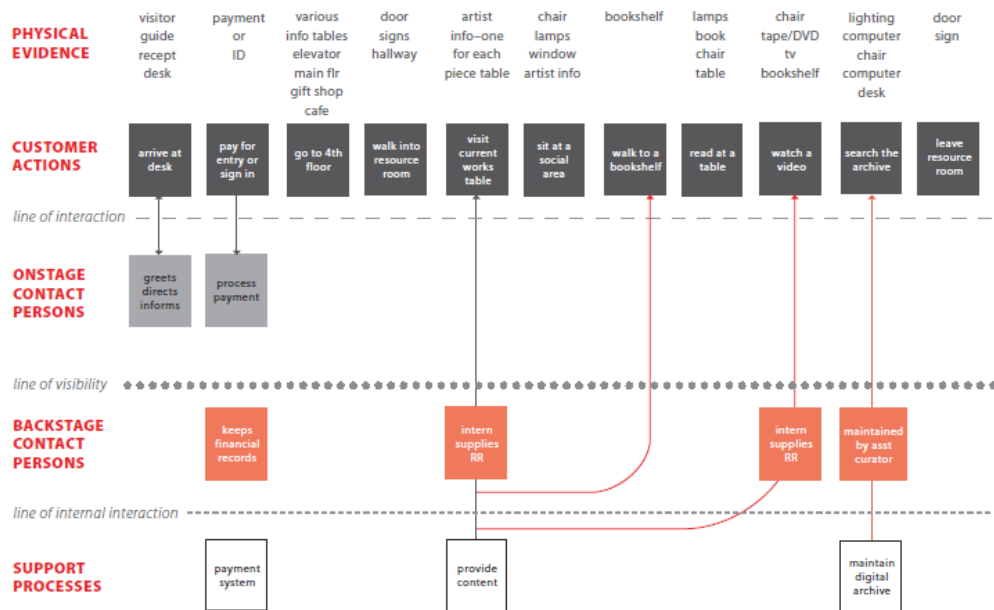 PHYSICAL
EVIDENCE
visitor
guide
recept
desk
payment
or
ID
various
info tables
elevator
main flr
gift shop
cafe
door
signs
hallway
artist
info–one
for each
piece table
chair
lamps
window
artist info
bookshelf
lamps
book
chair
table
chair
tape/DVD
tv
bookshelf
lighting
computer
chair
computer
desk
door
sign
CUSTOMER
ACTIONS
arrive at
desk
pay for
entry or
sign in
go to 4th
floor
walk into
resource
room
visit
current
works
table
sit at a
social
area
walk to a
bookshelf
read at a
table
watch a
video
search the
archive
leave
resource
room
line of interaction
ONSTAGE
CONTACT
PERSONS
greets
directs
informs
process
payment
line of visibility
BACKSTAGE
CONTACT
PERSONS
keeps
financial
records
intern
supplies
RR
intern
supplies
RR
maintained
by asst
curator
line of internal interaction
SUPPORT
PROCESSES
payment
system
provide
content
maintain
digital
archive